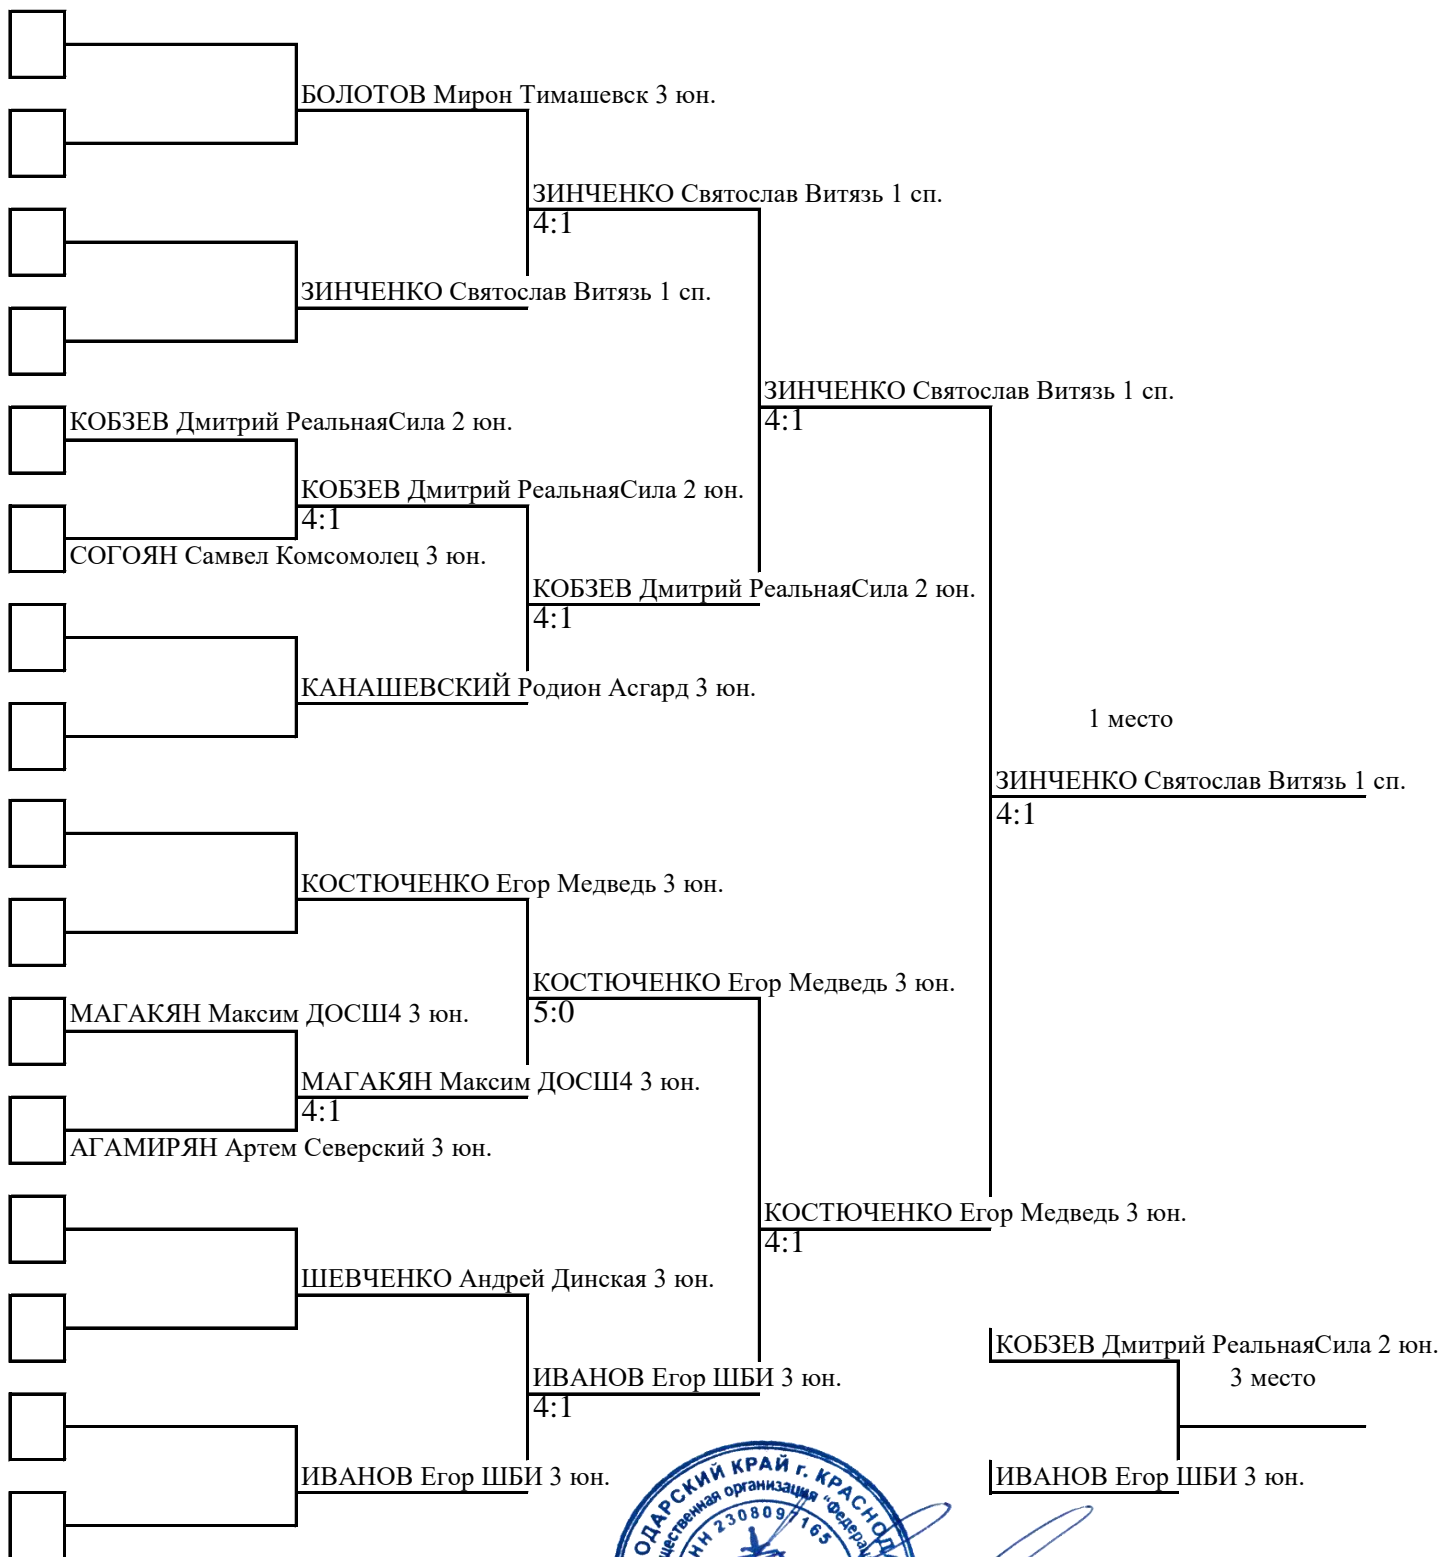 БОЛОТОВ Мирон Тимашевск 3 юн.
ЗИНЧЕНКО Святослав Витязь 1 сп.
4:1
ЗИНЧЕНКО Святослав Витязь 1 сп.
ЗИНЧЕНКО Святослав Витязь 1 сп.
4:1
КОБЗЕВ Дмитрий РеальнаяСила 2 юн.
КОБЗЕВ Дмитрий РеальнаяСила 2 юн.
4:1
СОГОЯН Самвел Комсомолец 3 юн.
КОБЗЕВ Дмитрий РеальнаяСила 2 юн.
4:1
КАНАШЕВСКИЙ Родион Асгард 3 юн.
1 место
ЗИНЧЕНКО Святослав Витязь 1 сп.
4:1
КОСТЮЧЕНКО Егор Медведь 3 юн.
КОСТЮЧЕНКО Егор Медведь 3 юн.
5:0
МАГАКЯН Максим ДОСШ4 3 юн.
МАГАКЯН Максим ДОСШ4 3 юн.
4:1
АГАМИРЯН Артем Северский 3 юн.
КОСТЮЧЕНКО Егор Медведь 3 юн.
4:1
ШЕВЧЕНКО Андрей Динская 3 юн.
КОБЗЕВ Дмитрий РеальнаяСила 2 юн.
3 место
ИВАНОВ Егор ШБИ 3 юн.
4:1
ИВАНОВ Егор ШБИ 3 юн.
ИВАНОВ Егор ШБИ 3 юн.
КРАЙ г.
организация
2308097165